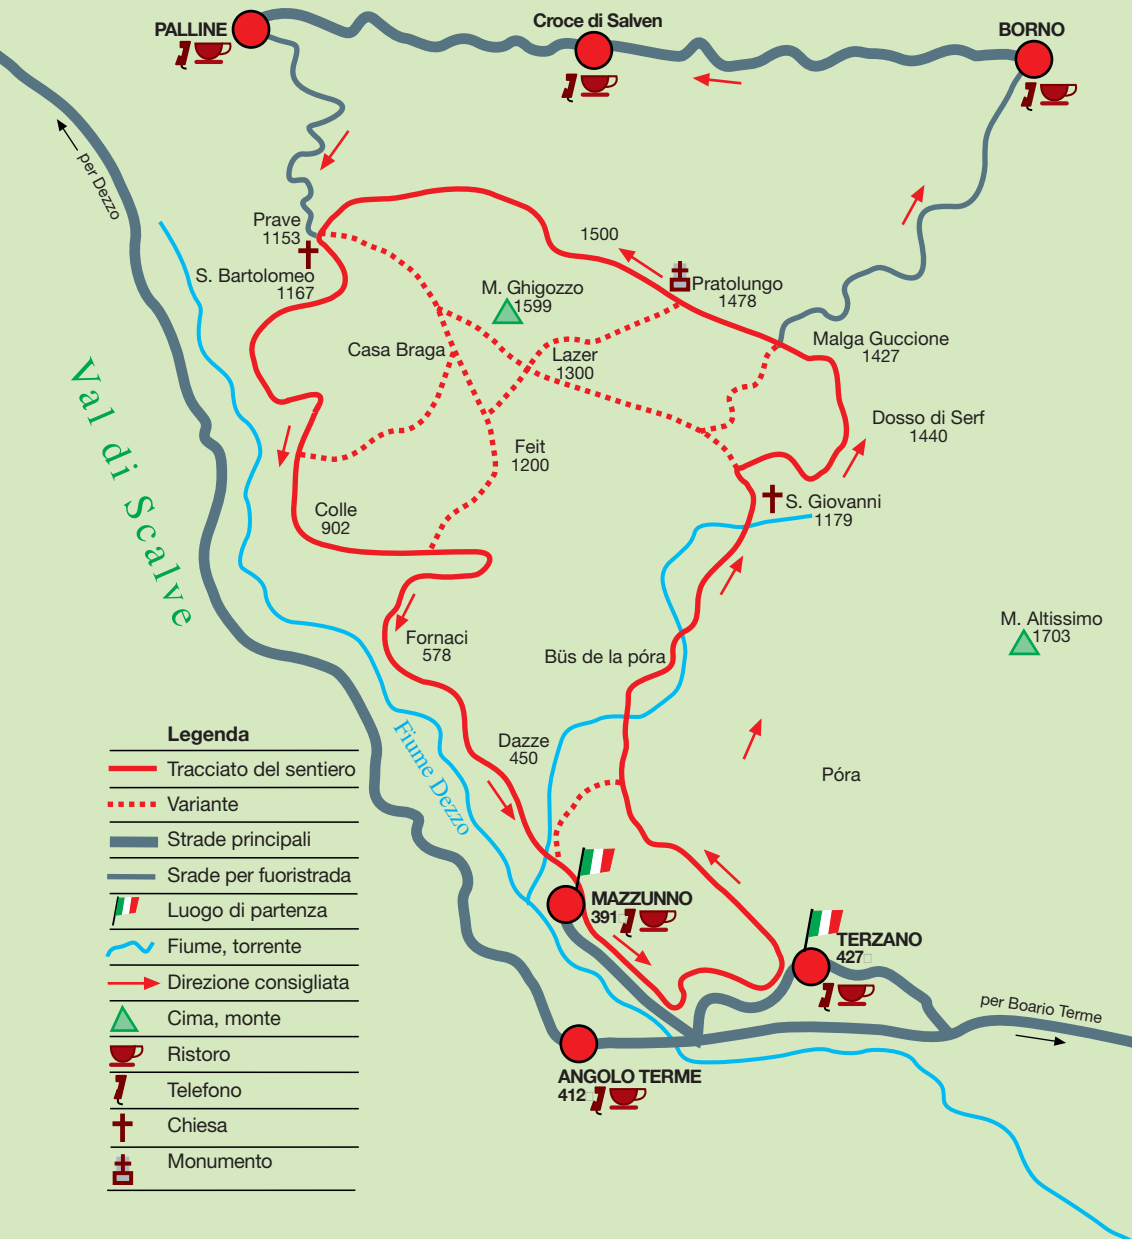 PALLINE
Croce di Salven
BORNO
per Dezzo
Prave
1153
S. Bartolomeo
1167
1500
Pratolungo
1478
M. Ghigozzo
1599
Casa Braga
Lazer
1300
Malga Guccione
1427
Dosso di Serf
1440
Feit
1200
S. Giovanni
1179
Colle
902
Val di Scalve
M. Altissimo
1703
Fornaci
578
Büs de la póra
Dazze
450
Póra
Fiume Dezzo
Legenda
Tracciato del sentiero
Variante
Strade principali
Srade per fuoristrada
Luogo di partenza
Fiume, torrente
Direzione consigliata
Cima, monte
Ristoro
Telefono
Chiesa
Monumento
MAZZUNNO
391
TERZANO
427
per Boario Terme
ANGOLO TERME
412